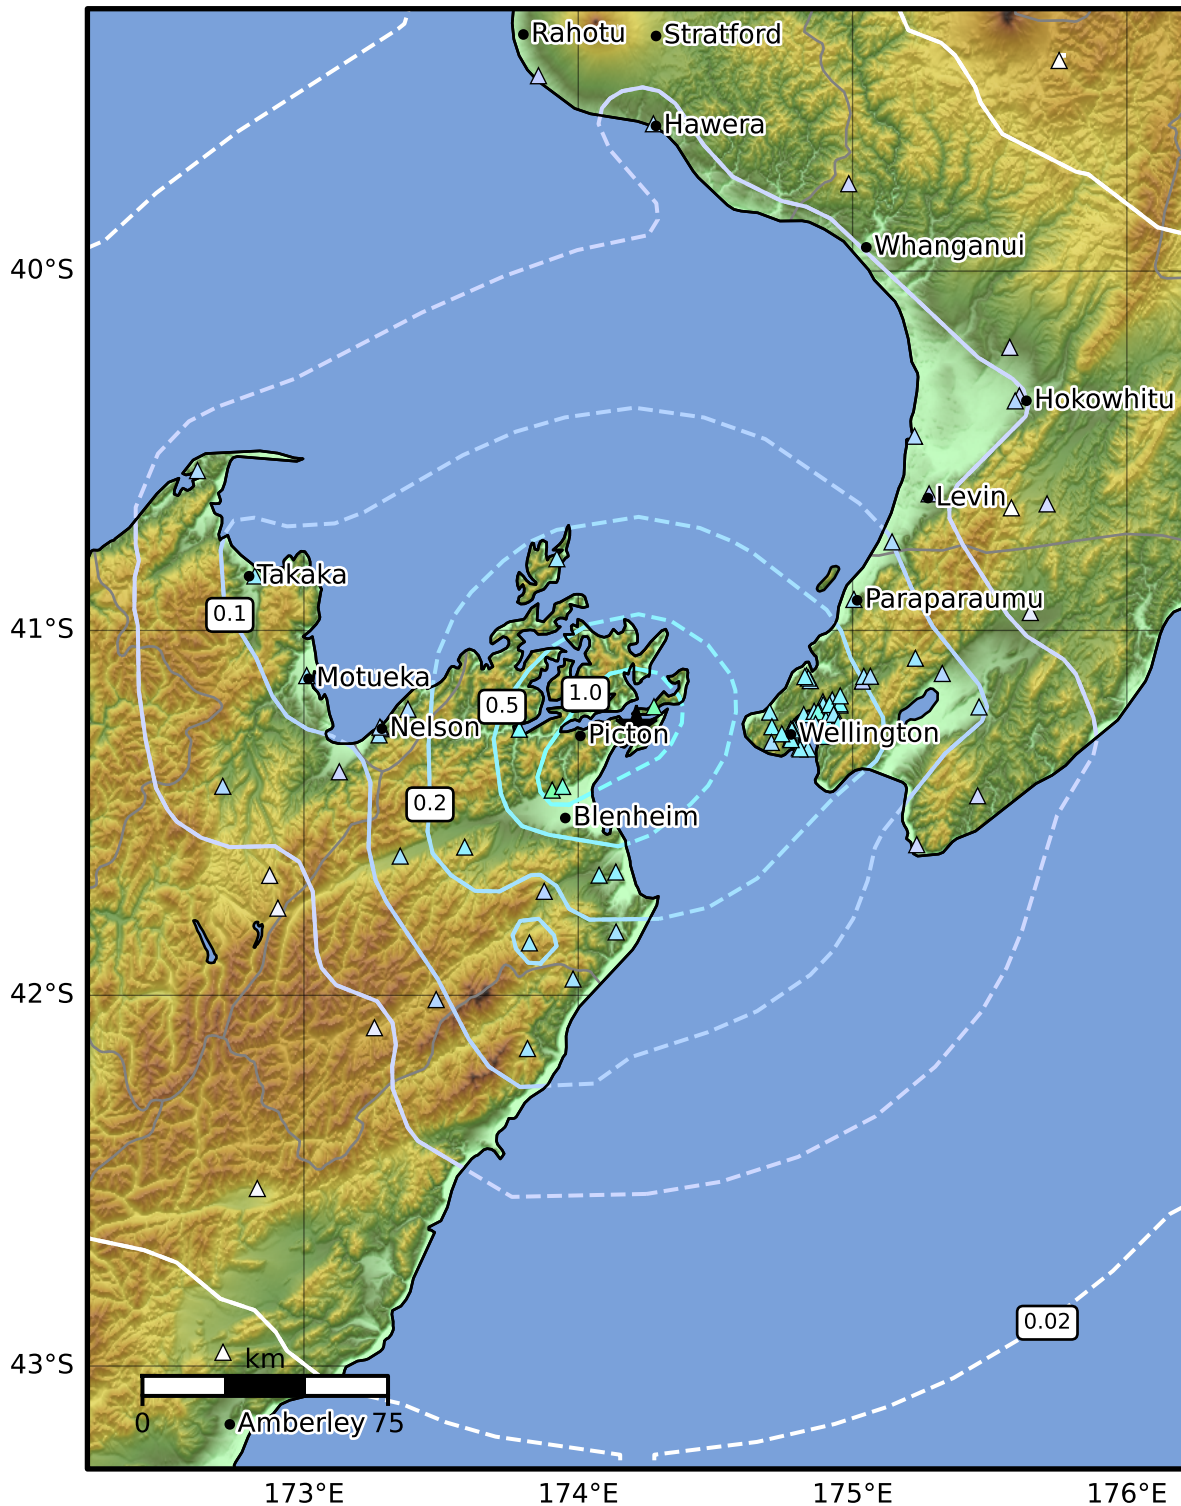 Rahotu
Stratford
Hawera
Whanganui
40°S
Hokowhitu
Levin
Takaka
Paraparaumu
0.1
41°S
Motueka
1.0
0.5
Nelson
Picton
Wellington
0.2
Blenheim
42°S
0.02
43°S
km
0
75
Amberley
173°E
174°E
175°E
176°E